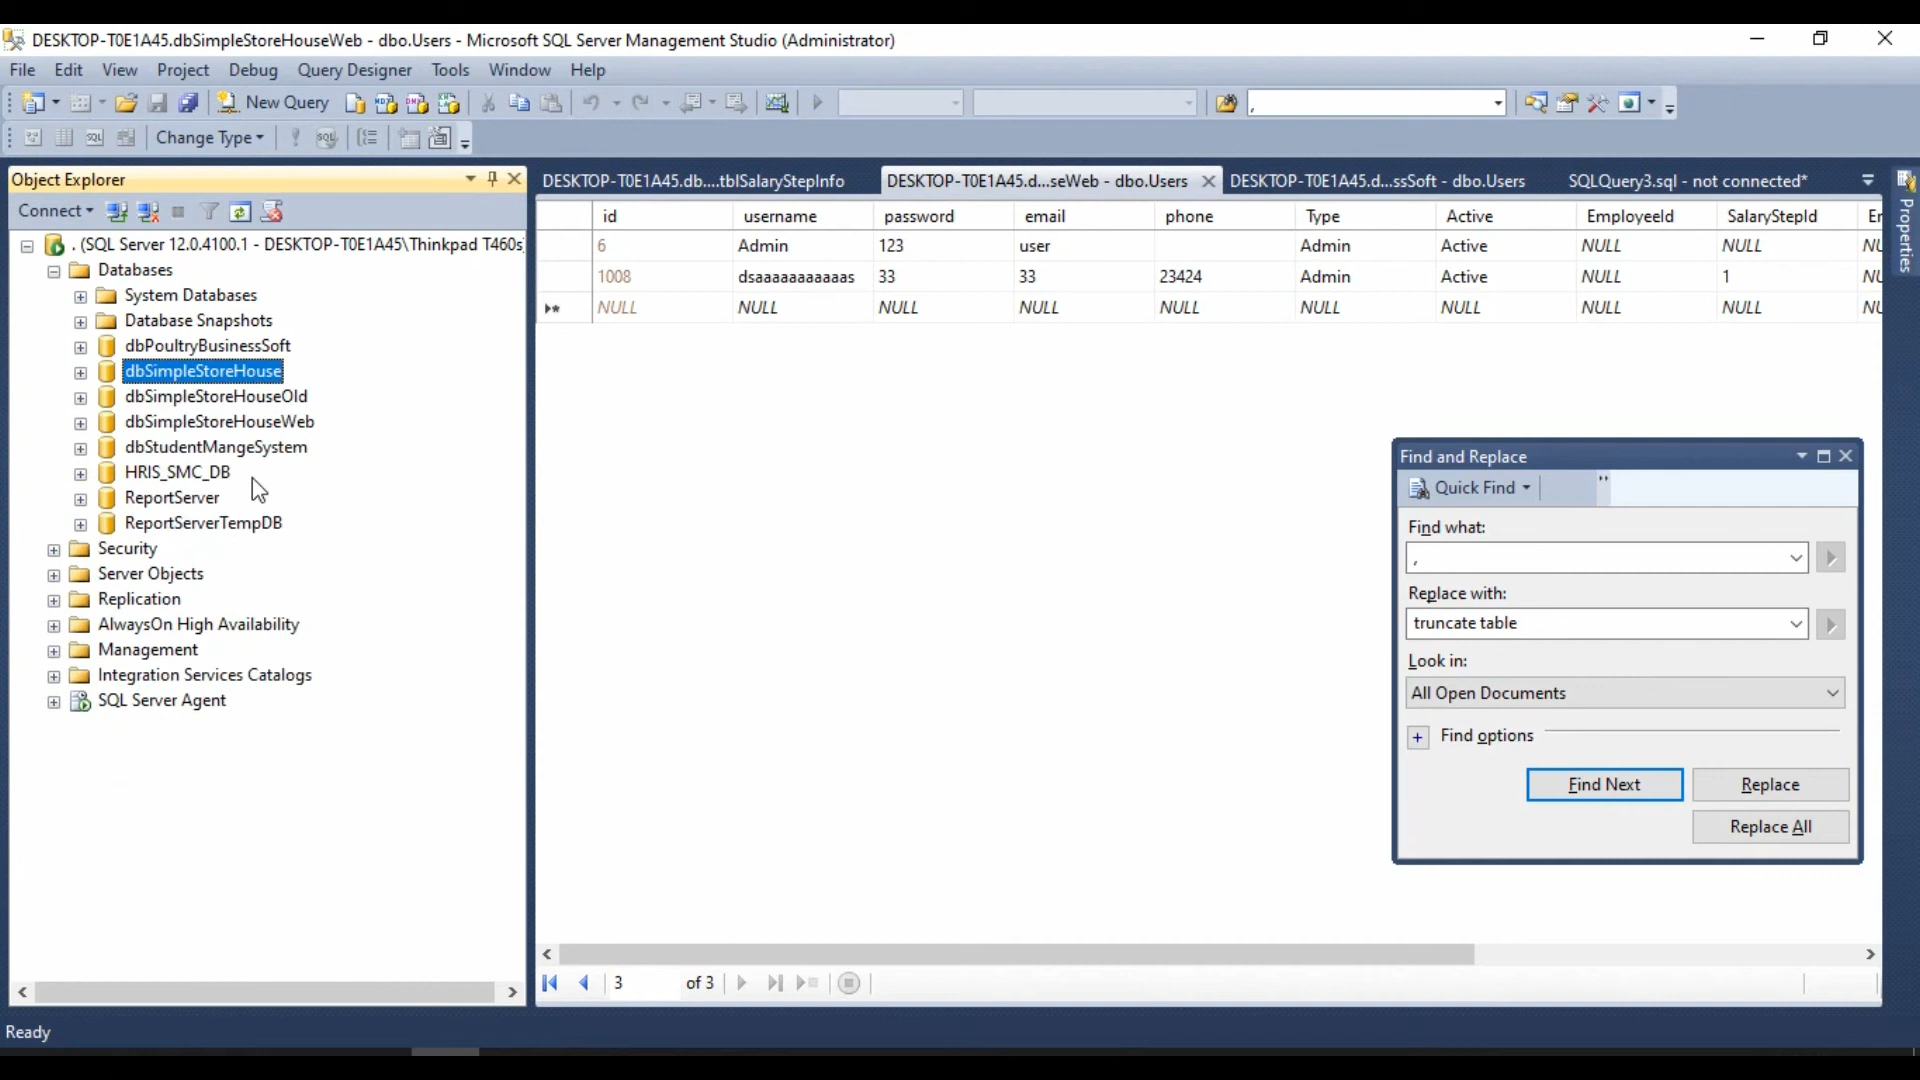 DESKTOP-T0E1A45.dbSimpleStoreHouseWeb - dbo.Users - Microsoft SQL Server Management Studio (Administrator)
File Edit View Project Debug Query Designer Tools Window Help
New Query ,
Change Type
Object Explorer
Connect
. (SQL Server 12.0.4100.1 - DESKTOP-T0E1A45\Thinkpad T460s
Databases
System Databases
Database Snapshots
dbPoultryBusinessSoft
dbSimpleStoreHouse
dbSimpleStoreHouseOld
dbSimpleStoreHouseWeb
dbStudentMangeSystem
HRIS_SMC_DB
ReportServer
ReportServerTempDB
Security
Server Objects
Replication
AlwaysOn High Availability
Management
Integration Services Catalogs
SQL Server Agent
DESKTOP-T0E1A45.db....tblSalaryStepInfo DESKTOP-T0E1A45.d...seWeb - dbo.Users DESKTOP-T0E1A45.d...ssSoft - dbo.Users SQLQuery3.sql - not connected*
id username password email phone Type Active EmployeeId SalaryStepId Er
6 Admin 123 user Admin Active NULL NULL NU
1008 dsaaaaaaaaaaas 33 33 23424 Admin Active NULL 1 NU
NULL NULL NULL NULL NULL NULL NULL NULL NULL NU
Find and Replace
Quick Find
Find what:
,
Replace with:
truncate table
Look in:
All Open Documents
Find options
Find Next Replace
Replace All
3 of 3
Properties
Ready